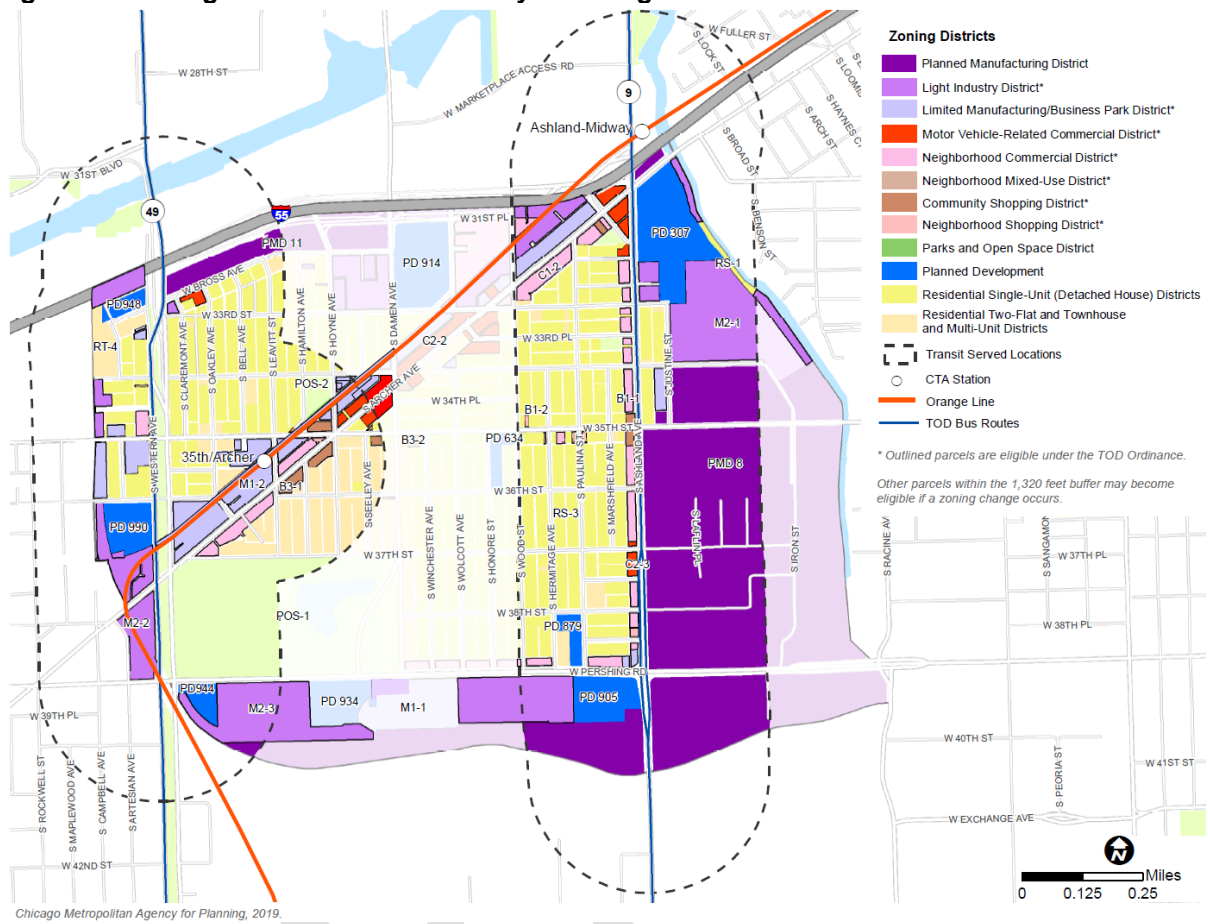 Zoning Districts
Planned Manufacturing District
Light Industry District*
Limited Manufacturing/Business Park District*
Motor Vehicle-Related Commercial District*
Neighborhood Commercial District*
Neighborhood Mixed-Use District*
Community Shopping District*
Neighborhood Shopping District*
Parks and Open Space District
Planned Development
Residential Single-Unit (Detached House) Districts
Residential Two-Flat and Townhouse
and Multi-Unit Districts
Transit Served Locations
CTA Station
Orange Line
TOD Bus Routes
* Outlined parcels are eligible under the TOD Ordinance.
Other parcels within the 1,320 feet buffer may become
eligible if a zoning change occurs.
W FULLER ST
S LOCK ST
S LOOMIS
S HAYNES C
S ARCH ST
S BROAD ST
S BENSON ST
W 28TH ST
W MARKETPLACE ACCESS RD
9
Ashland-Midway
W 31ST BLVD
49
55
W 31ST PL
PMD 11
W BROSS AVE
PD 914
PD 307
RS-1
C1-2
PD948
W 33RD ST
RT-4
S CLAREMONT AVE
S OAKLEY AVE
S BELL AVE
S LEAVITT ST
S HAMILTON AVE
S HOYNE AVE
S DAMEN AVE
C2-2
W 33RD PL
M2-1
S JUSTINE ST
POS-2
S ARCHER AVE
W 34TH PL
B1-2
B1-1
W 35TH ST
B3-2
PD 634
35th/Archer
S WESTERN AVE
M1-2
B3-1
S SEELEY AVE
W 36TH ST
S PAULINA ST
S MARSHFIELD AVE
S ASHLAND AVE
PMD 8
PD 990
RS-3
S LAFLIN PL
S IRON ST
S RACINE AV
S SANGAMON
W 37TH PL
W 37TH ST
S WINCHESTER AVE
S WOLCOTT AVE
S HONORE ST
S WOOD ST
S HERMITAGE AVE
C2-3
POS-1
W 38TH ST
W 38TH PL
M2-2
PD 879
W PERSHING RD
PD944
M2-3
PD 934
M1-1
PD 905
W 39TH PL
W 40TH ST
S ROCKWELL ST
S MAPLEWOOD AVE
S CAMPBELL AVE
S ARTESIAN AVE
S PEORIA ST
W 41ST ST
W EXCHANGE AVE
W 42ND ST
N
Miles
0 0.125 0.25
Chicago Metropolitan Agency for Planning, 2019.